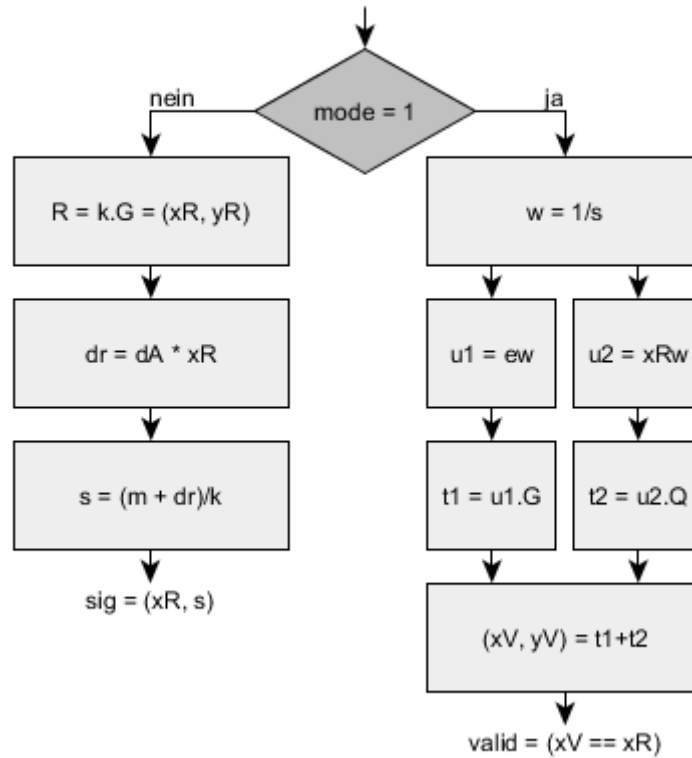 mode = 1
nein
ja
R = k.G = (xR, yR)
dr = dA * xR
s = (m + dr)/k
sig = (xR, s)
w = 1/s
u1 = ew
u2 = xRw
t1 = u1.G
t2 = u2.Q
(xV, yV) = t1+t2
valid = (xV == xR)